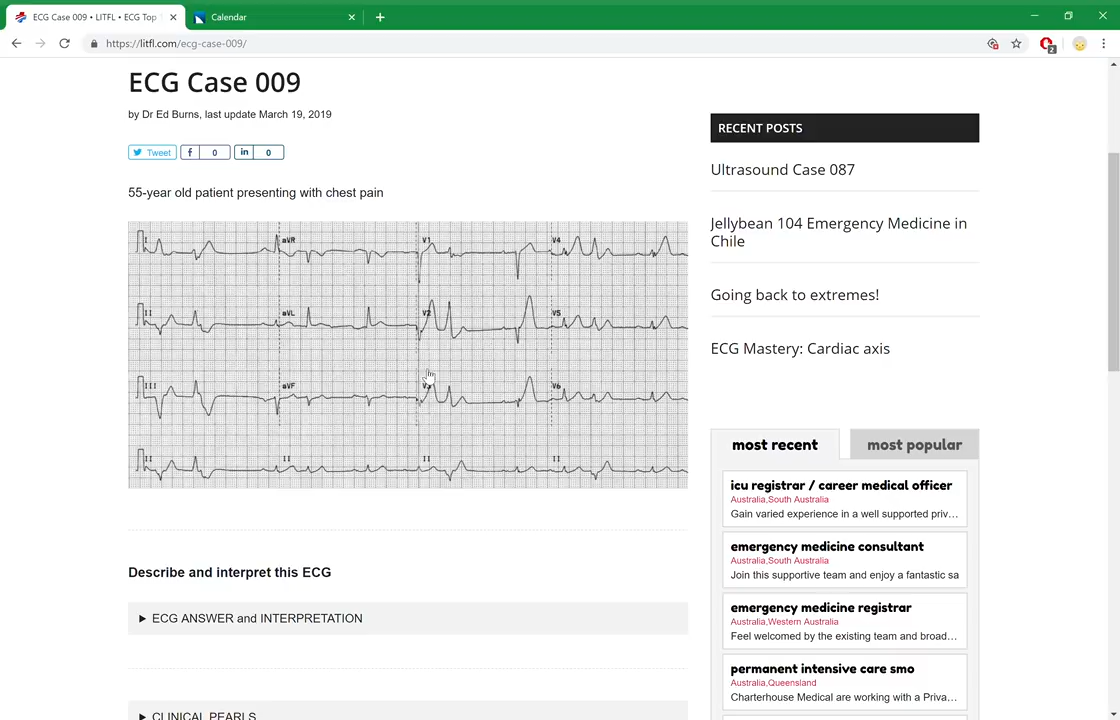 ECG Case 009 • LITFL • ECG Top
Calendar
https://litfl.com/ecg-case-009/
2
ECG Case 009
by Dr Ed Burns, last update March 19, 2019
Tweet
0
in
0
55-year old patient presenting with chest pain
I aVR V1 V4
II aVL V2 V5
III aVF V3 V6
II II II II
Describe and interpret this ECG
ECG ANSWER and INTERPRETATION
CLINICAL PEARLS
RECENT POSTS
Ultrasound Case 087
Jellybean 104 Emergency Medicine in
Chile
Going back to extremes!
ECG Mastery: Cardiac axis
most recent
most popular
icu registrar / career medical officer
Australia,South Australia
Gain varied experience in a well supported priv…
emergency medicine consultant
Australia,South Australia
Join this supportive team and enjoy a fantastic sa
emergency medicine registrar
Australia,Western Australia
Feel welcomed by the existing team and broad…
permanent intensive care smo
Australia,Queensland
Charterhouse Medical are working with a Priva…